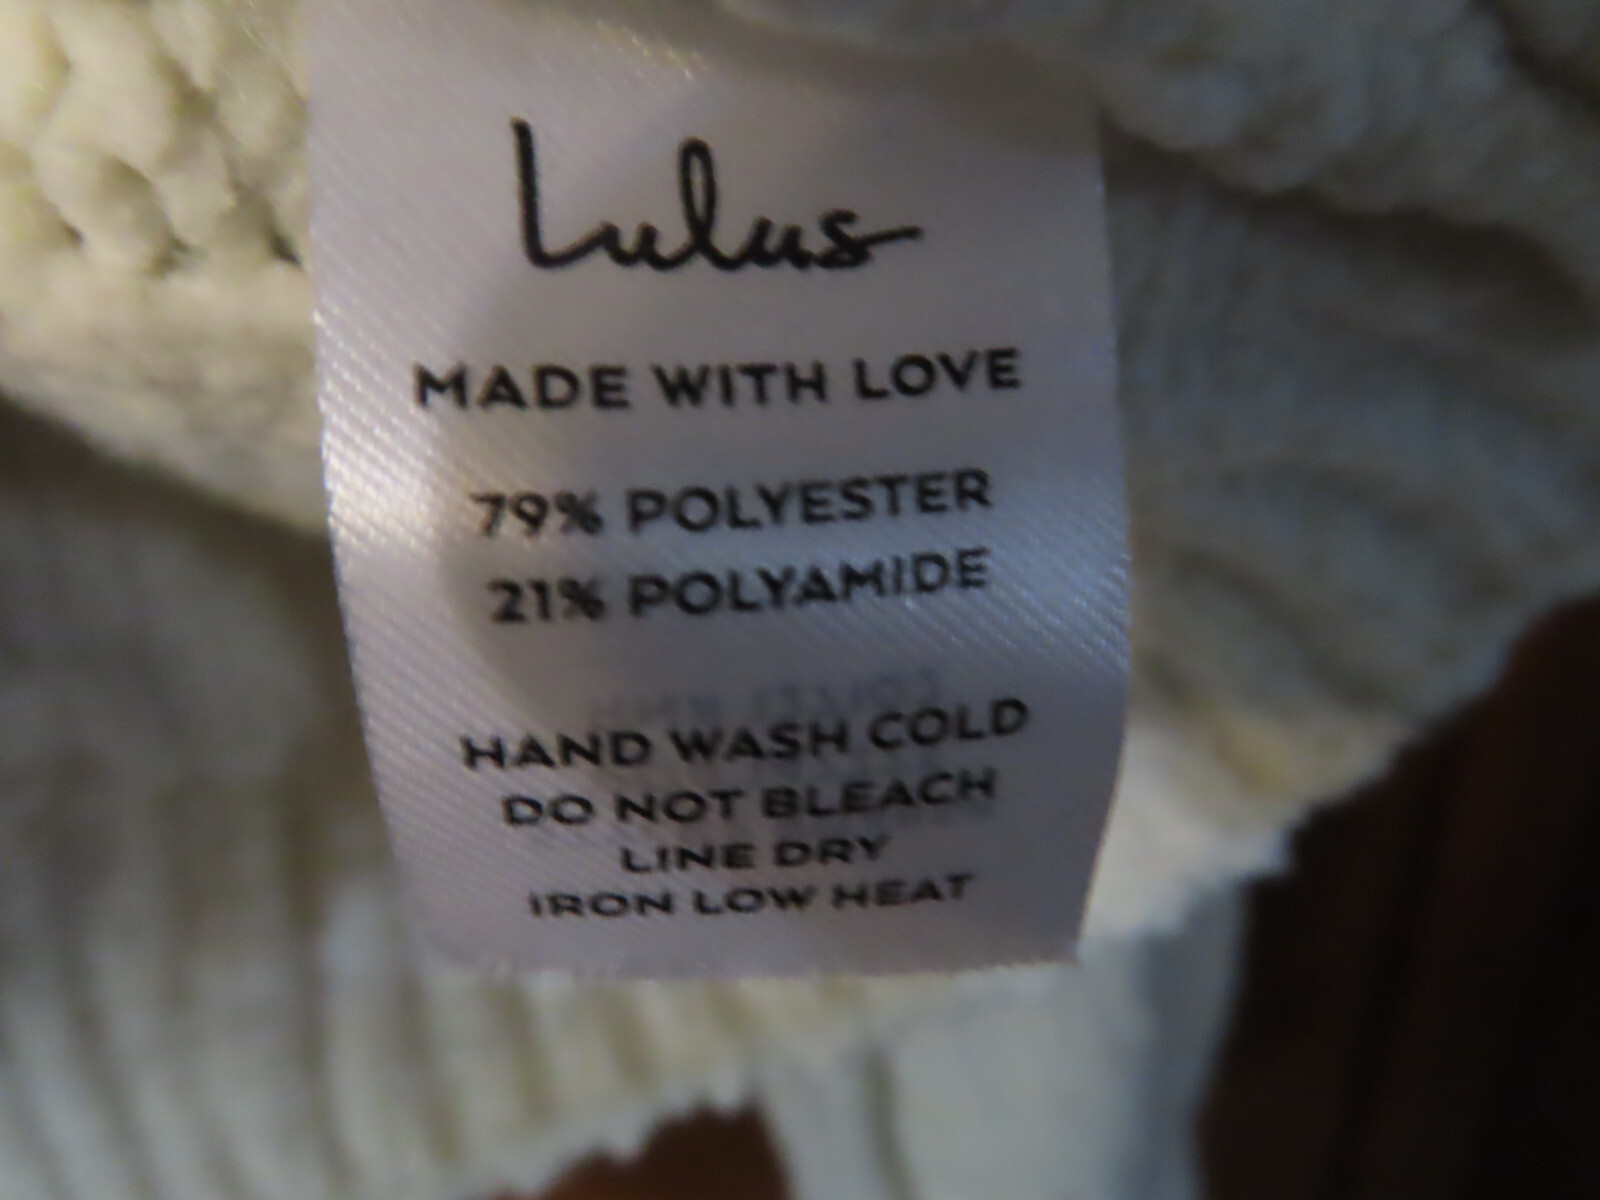 Lulus
MADE WITH LOVE
79% POLYESTER
21% POLYAMIDE
HAND WASH COLD
DO NOT BLEACH
LINE DRY
IRON LOW HEAT